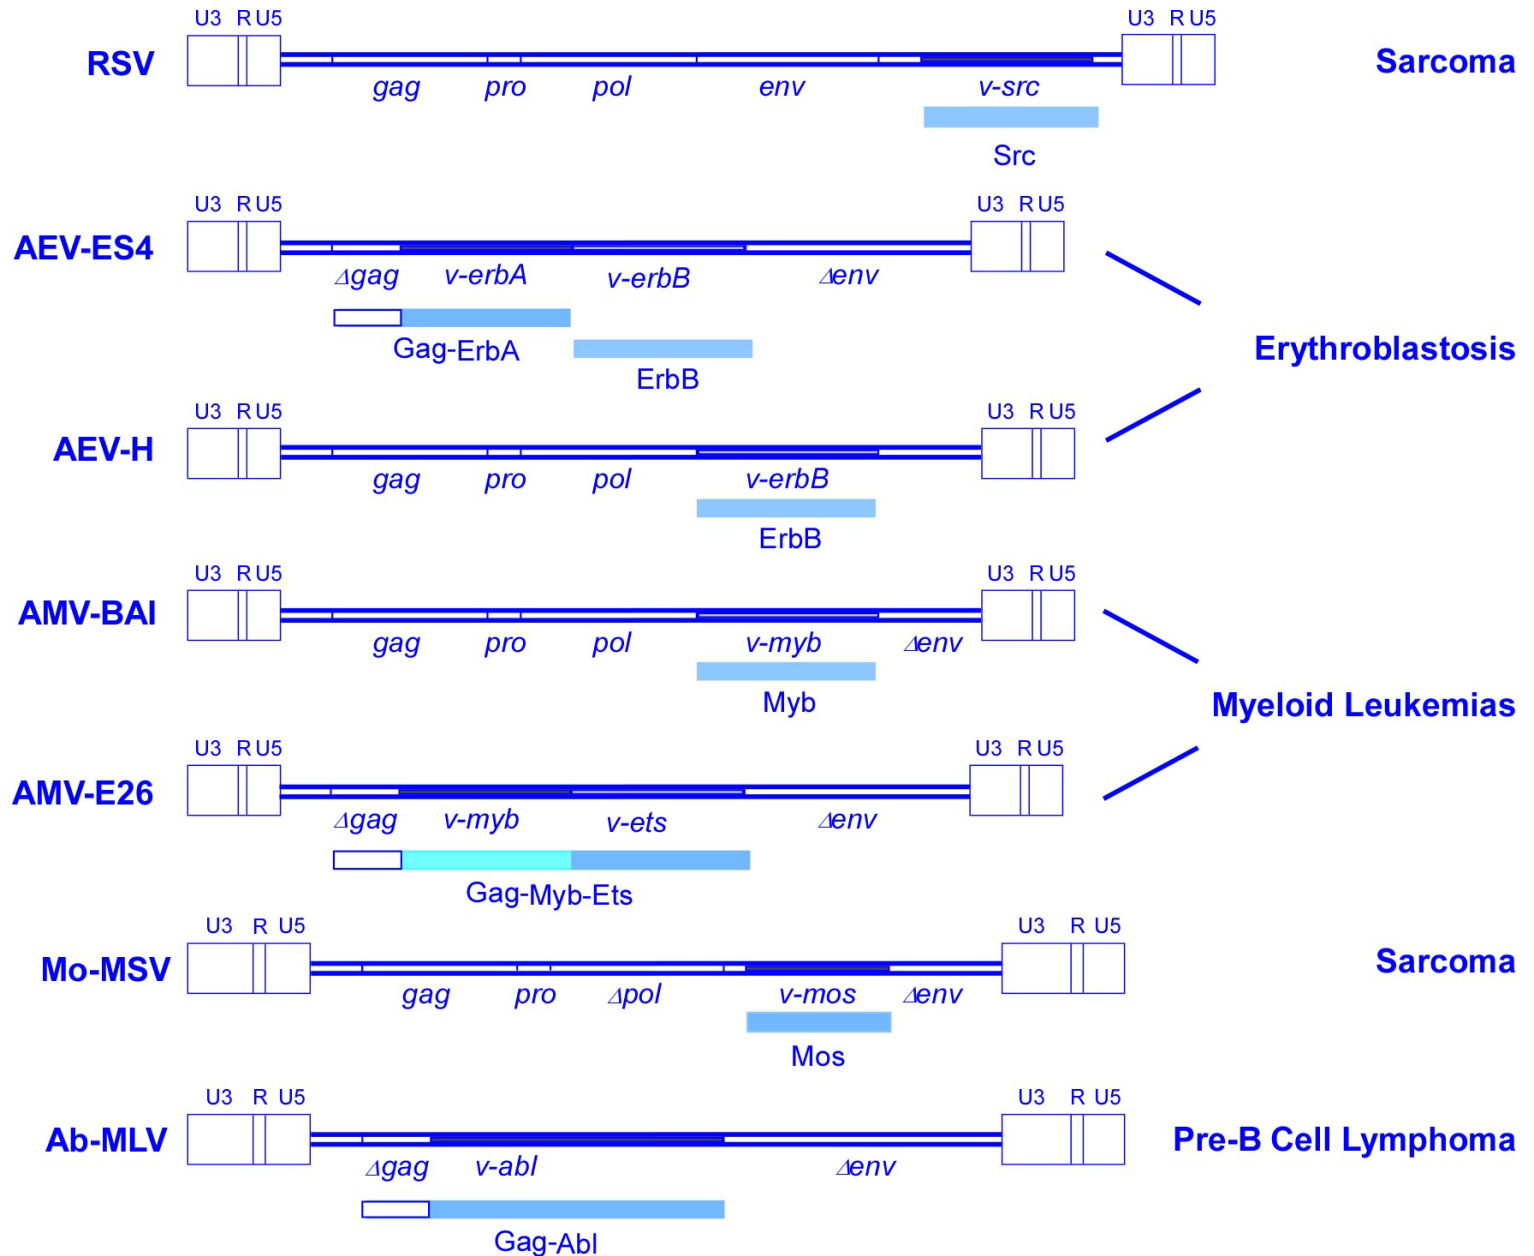 U3 R U5 U3 R U5
RSV Sarcoma
gag pro pol env v-src
Src
U3 R U5 U3 R U5
AEV-ES4
Δgag v-erbA v-erbB Δenv
Gag-ErbA
Erythroblastosis
ErbB
U3 R U5 U3 R U5
AEV-H
gag pro pol v-erbB
ErbB
U3 R U5 U3 R U5
AMV-BAI
gag pro pol v-myb Δenv
Myb
Myeloid Leukemias
U3 R U5 U3 R U5
AMV-E26
Δgag v-myb v-ets Δenv
Gag-Myb-Ets
U3 R U5 U3 R U5
Mo-MSV Sarcoma
gag pro Δpol v-mos Δenv
Mos
U3 R U5 U3 R U5
Ab-MLV Pre-B Cell Lymphoma
Δgag v-abl Δenv
Gag-Abl